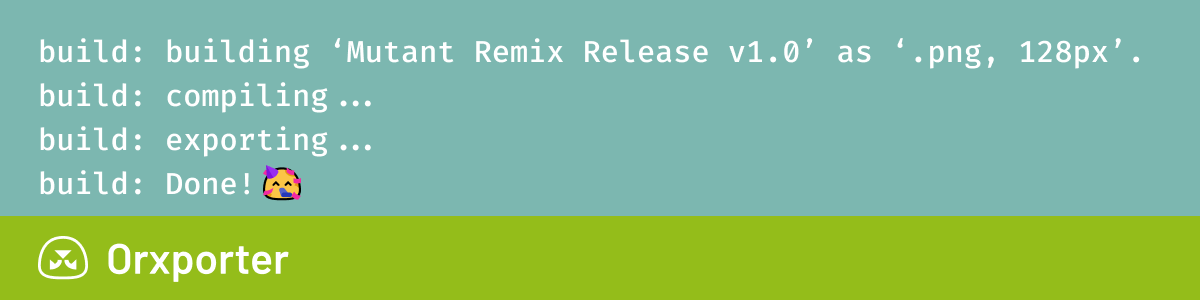 build: building ‘Mutant Remix Release v1.0’ as ‘.png, 128px’.
build: compiling...
build: exporting...
build: Done!
Orxporter